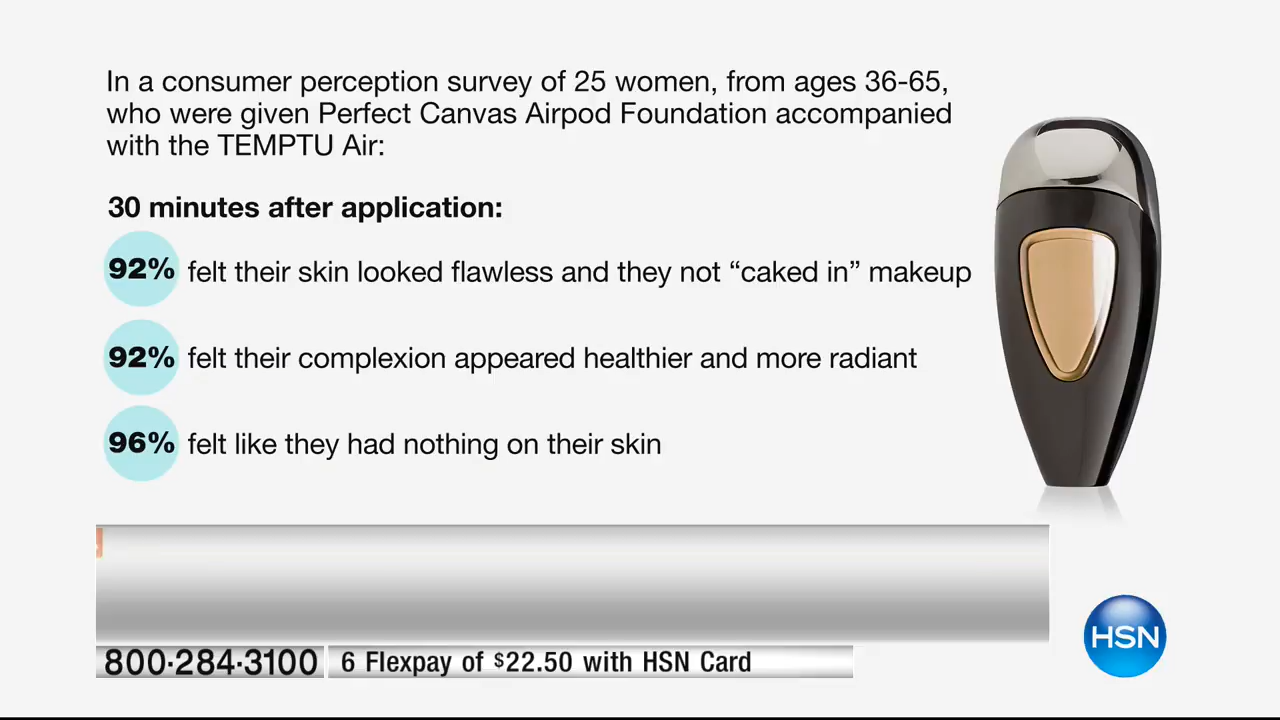 In a consumer perception survey of 25 women, from ages 36-65,
who were given Perfect Canvas Airpod Foundation accompanied
with the TEMPTU Air:
30 minutes after application:
92% felt their skin looked flawless and they not “caked in” makeup
92% felt their complexion appeared healthier and more radiant
96% felt like they had nothing on their skin
HSN
800·284·3100 6 Flexpay of $22.50 with HSN Card